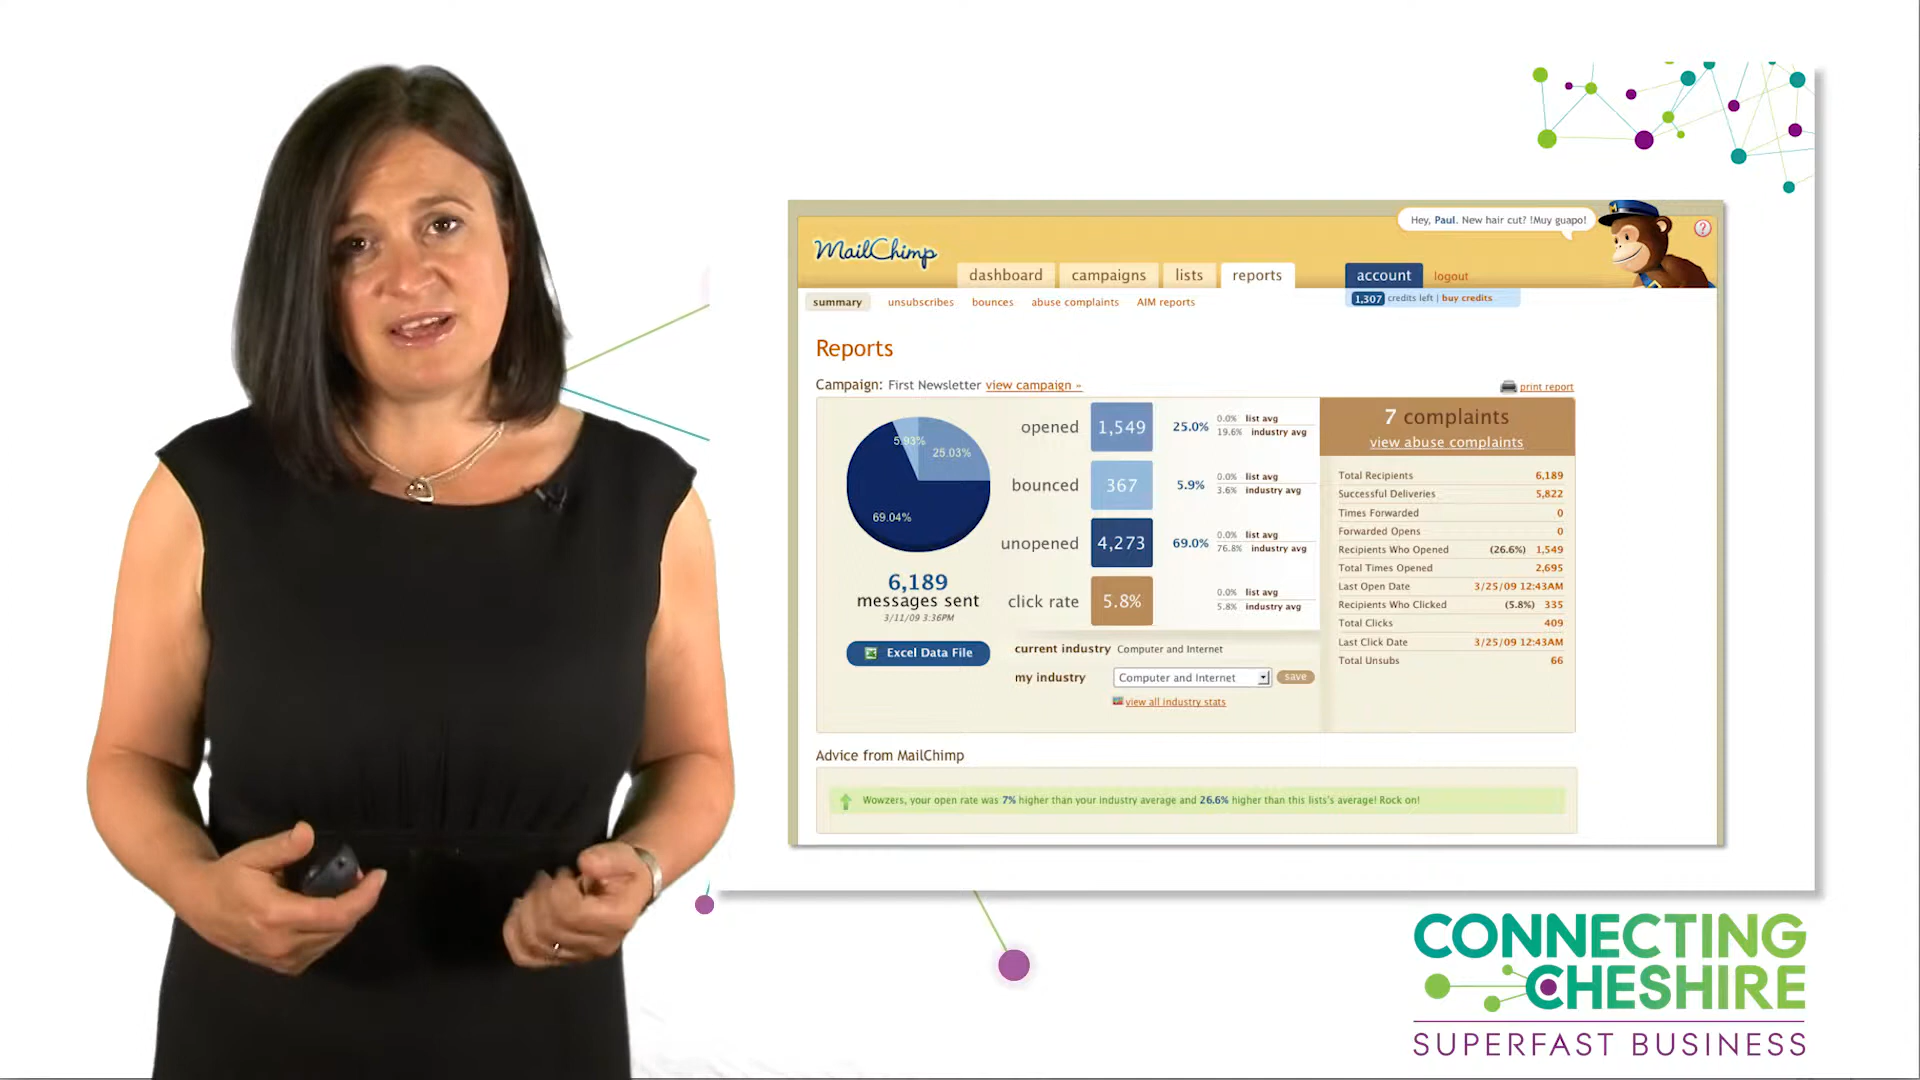 Hey, Paul. New hair cut? !Muy guapo!
?
MailChimp
dashboard campaigns lists reports account logout
summary unsubscribes bounces abuse complaints AIM reports
1,307 credits left | buy credits
Reports
Campaign: First Newsletter view campaign »
print report
5.93%
25.03%
69.04%
6,189
messages sent
3/11/09 3:36PM
Excel Data File
opened 1,549 25.0% 0.0% list avg
19.6% industry avg
bounced 367 5.9% 0.0% list avg
3.6% industry avg
unopened 4,273 69.0% 0.0% list avg
76.8% industry avg
click rate 5.8% 0.0% list avg
5.8% industry avg
current industry Computer and Internet
my industry Computer and Internet save
view all industry stats
7 complaints
view abuse complaints
Total Recipients 6,189
Successful Deliveries 5,822
Times Forwarded 0
Forwarded Opens 0
Recipients Who Opened (26.6%) 1,549
Total Times Opened 2,695
Last Open Date 3/25/09 12:43AM
Recipients Who Clicked (5.8%) 335
Total Clicks 409
Last Click Date 3/25/09 12:43AM
Total Unsubs 66
Advice from MailChimp
Wowzers, your open rate was 7% higher than your industry average and 26.6% higher than this lists's average! Rock on!
CONNECTING
CHESHIRE
SUPERFAST BUSINESS